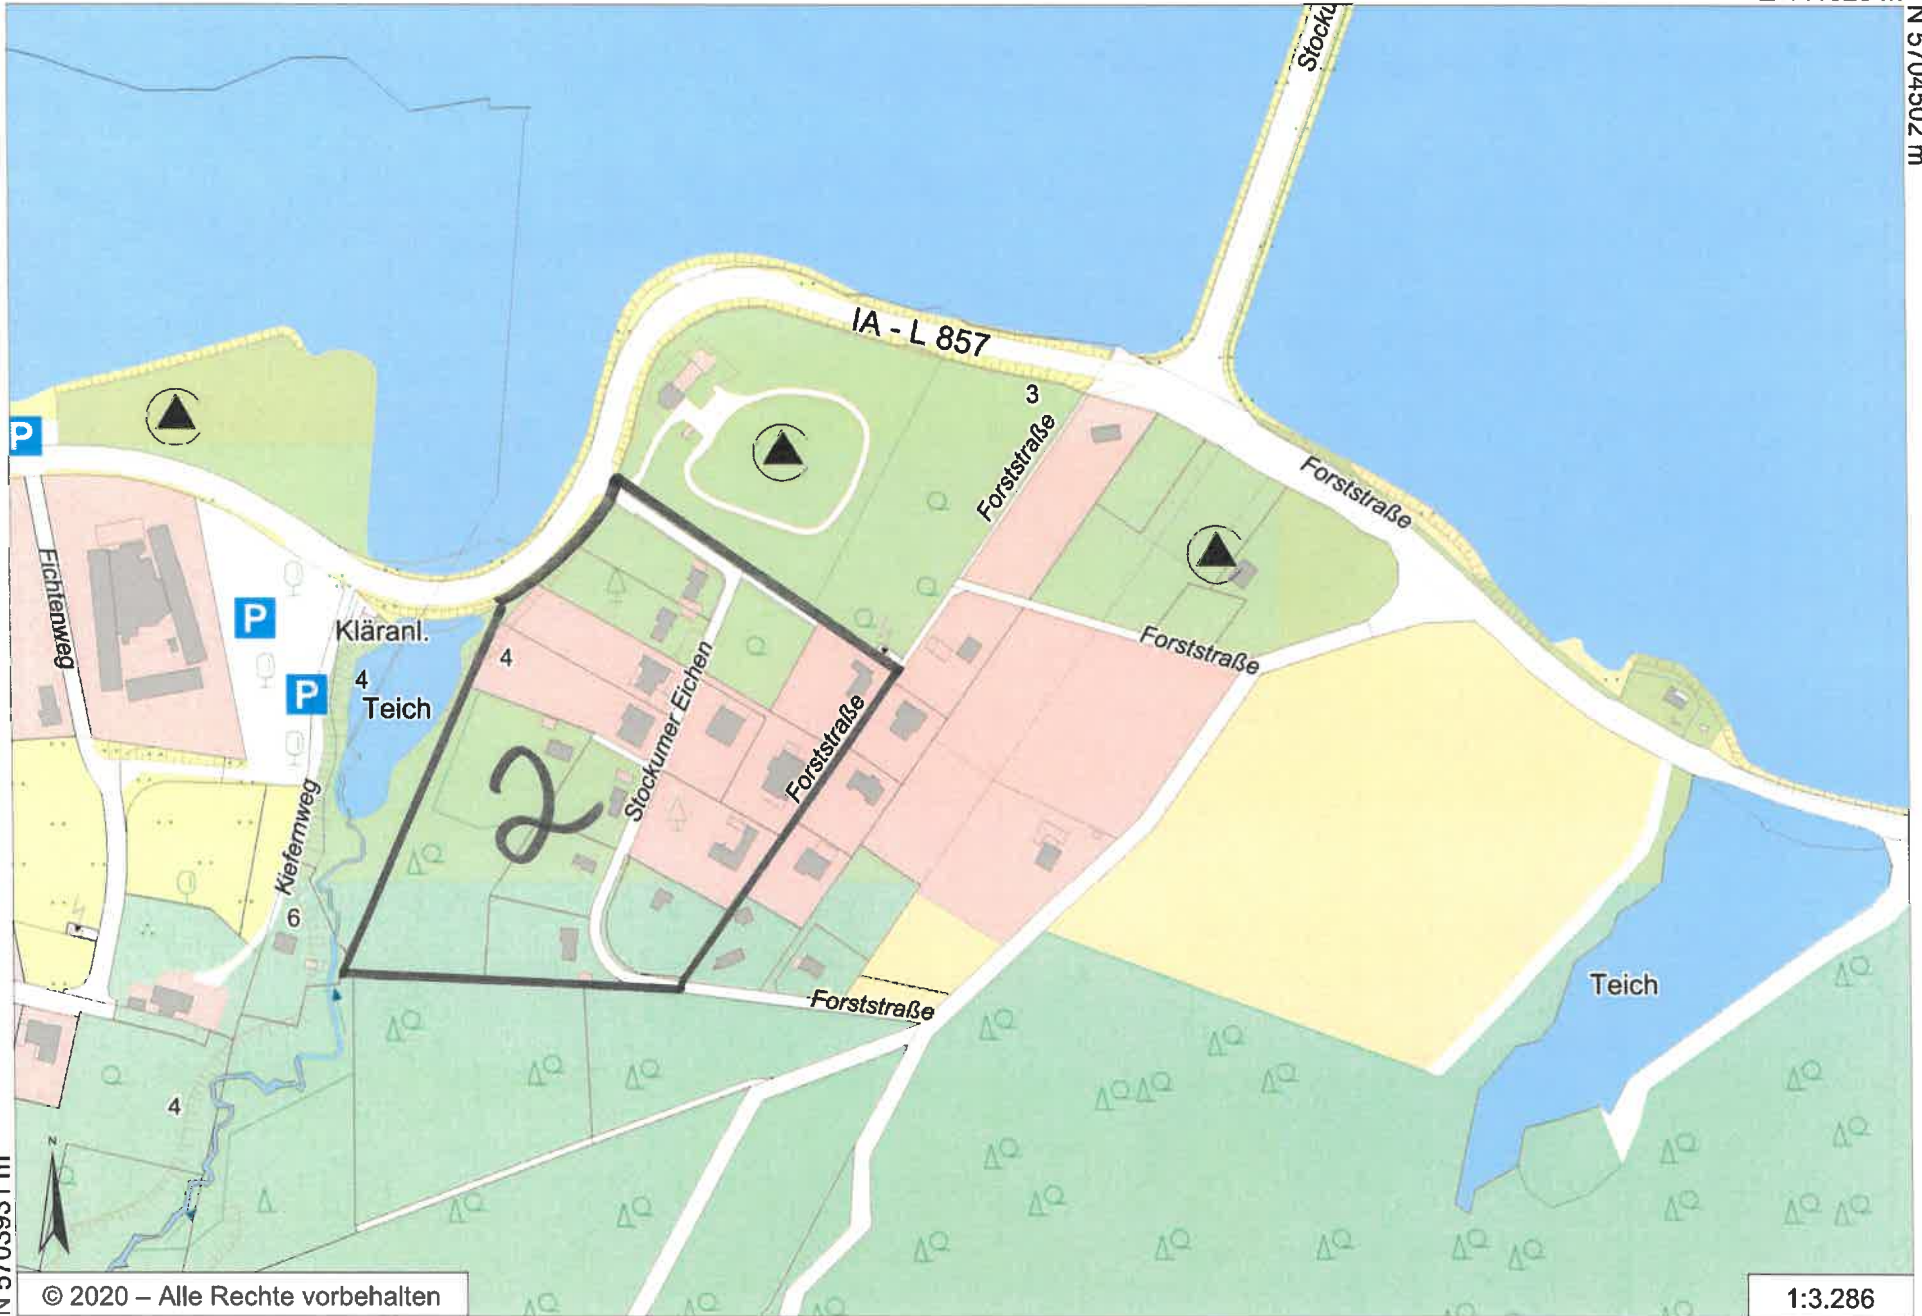 N 5704502 m
Stocku
IA - L 857
3
Forststraße
Forststraße
P
Fichtenweg
P
Kläranl.
4
Teich
P
4
Stockumer Eichen
Forststraße
Forststraße
2
Kiefernweg
6
Forststraße
Teich
4
N
© 2020 – Alle Rechte vorbehalten
1:3.286